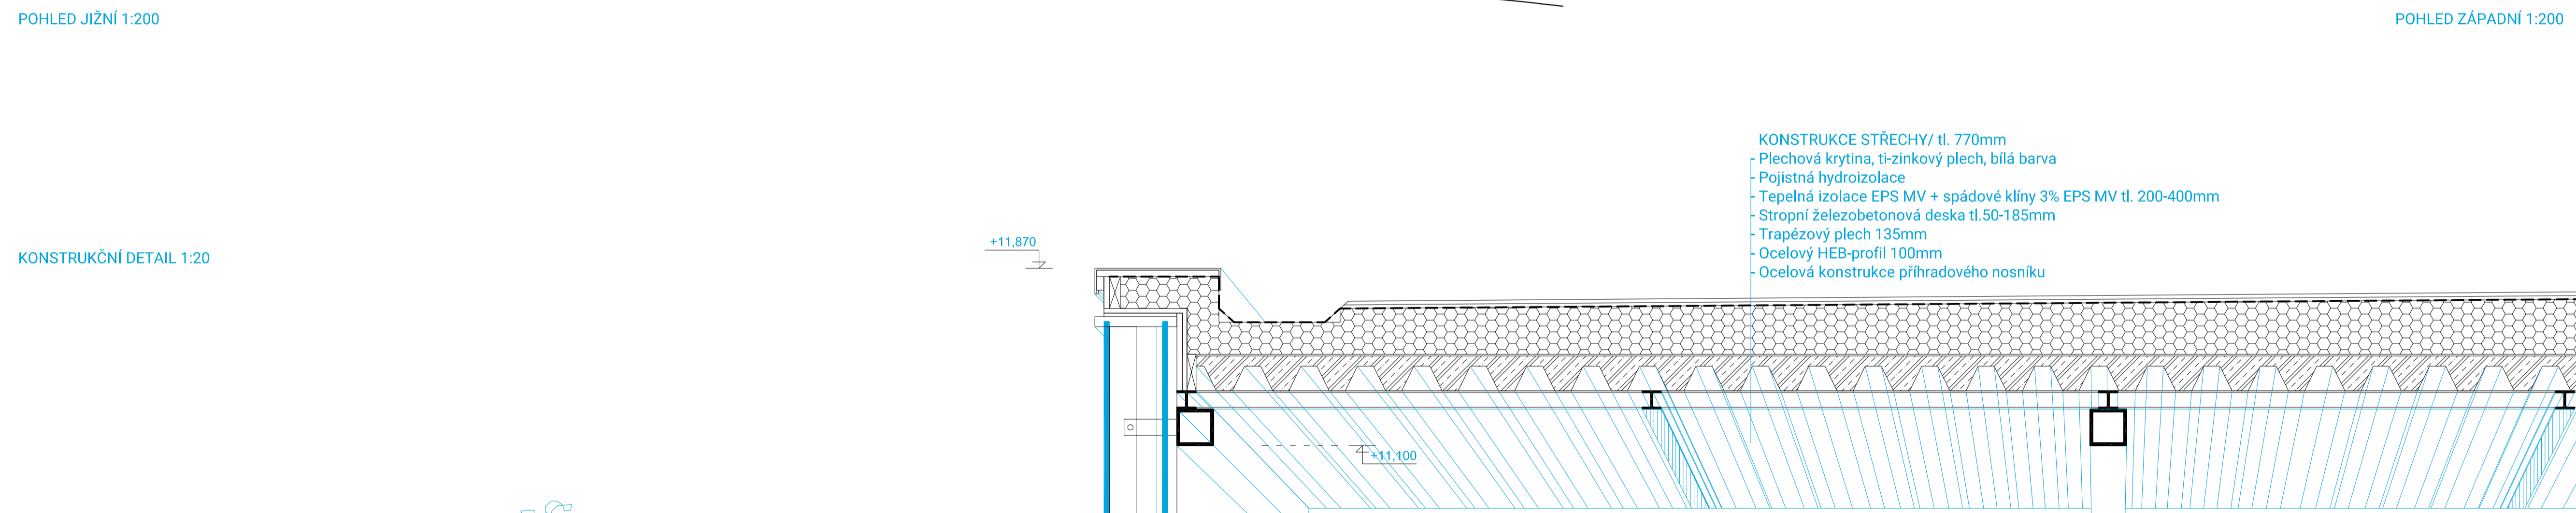 POHLED JIŽNÍ 1:200
POHLED ZÁPADNÍ 1:200
KONSTRUKCE STŘECHY/ tl. 770mm
- Plechová krytina, ti-zinkový plech, bílá barva
- Pojistná hydroizolace
- Tepelná izolace EPS MV + spádové klíny 3% EPS MV tl. 200-400mm
- Stropní železobetonová deska tl.50-185mm
- Trapézový plech 135mm
- Ocelový HEB-profil 100mm
- Ocelová konstrukce příhradového nosníku
+11,870
KONSTRUKČNÍ DETAIL 1:20
+11,100